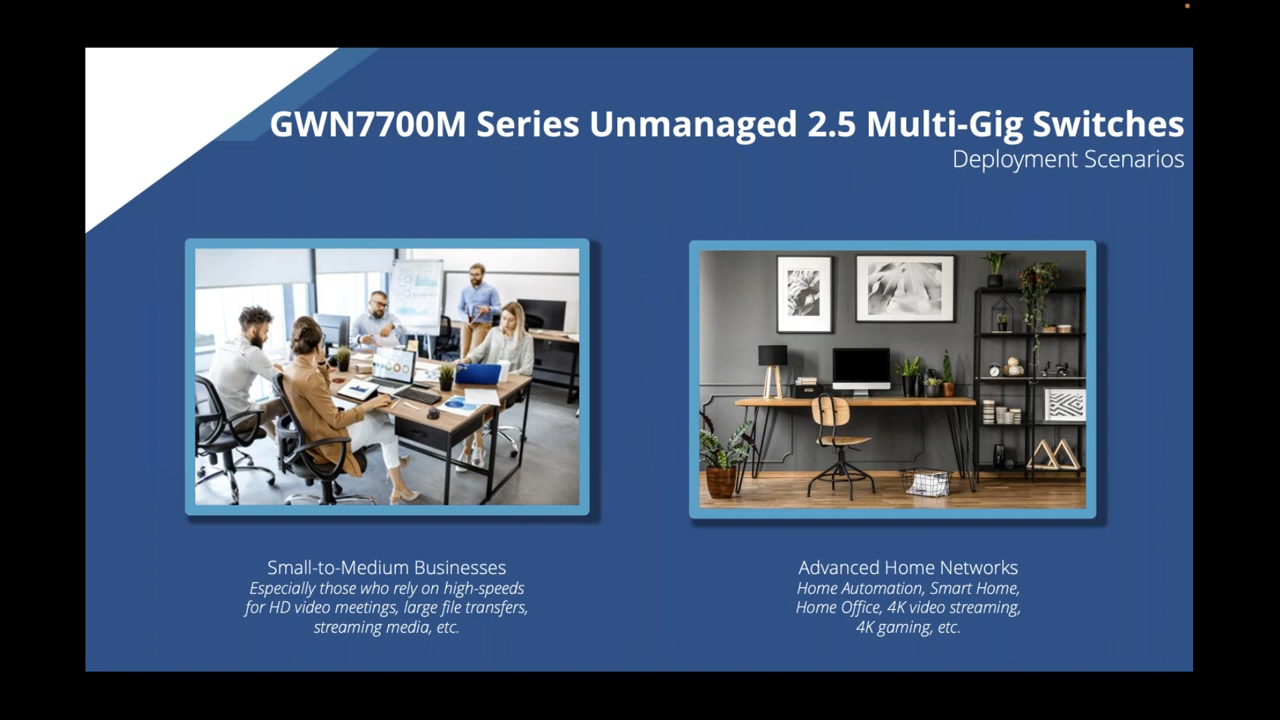 GWN7700M Series Unmanaged 2.5 Multi-Gig Switches
Deployment Scenarios
Small-to-Medium Businesses
Especially those who rely on high-speeds
for HD video meetings, large file transfers,
streaming media, etc.
Advanced Home Networks
Home Automation, Smart Home,
Home Office, 4K video streaming,
4K gaming, etc.